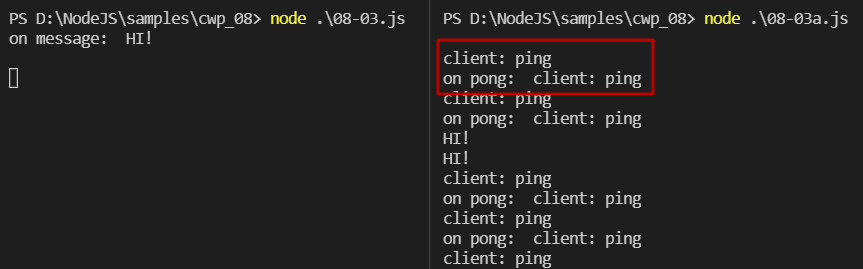 PS D:\NodeJS\samples\cwp_08> node .\08-03.js
on message:  HI!
PS D:\NodeJS\samples\cwp_08> node .\08-03a.js
client: ping
on pong:  client: ping
client: ping
on pong:  client: ping
HI!
HI!
client: ping
on pong:  client: ping
client: ping
on pong:  client: ping
client: ping